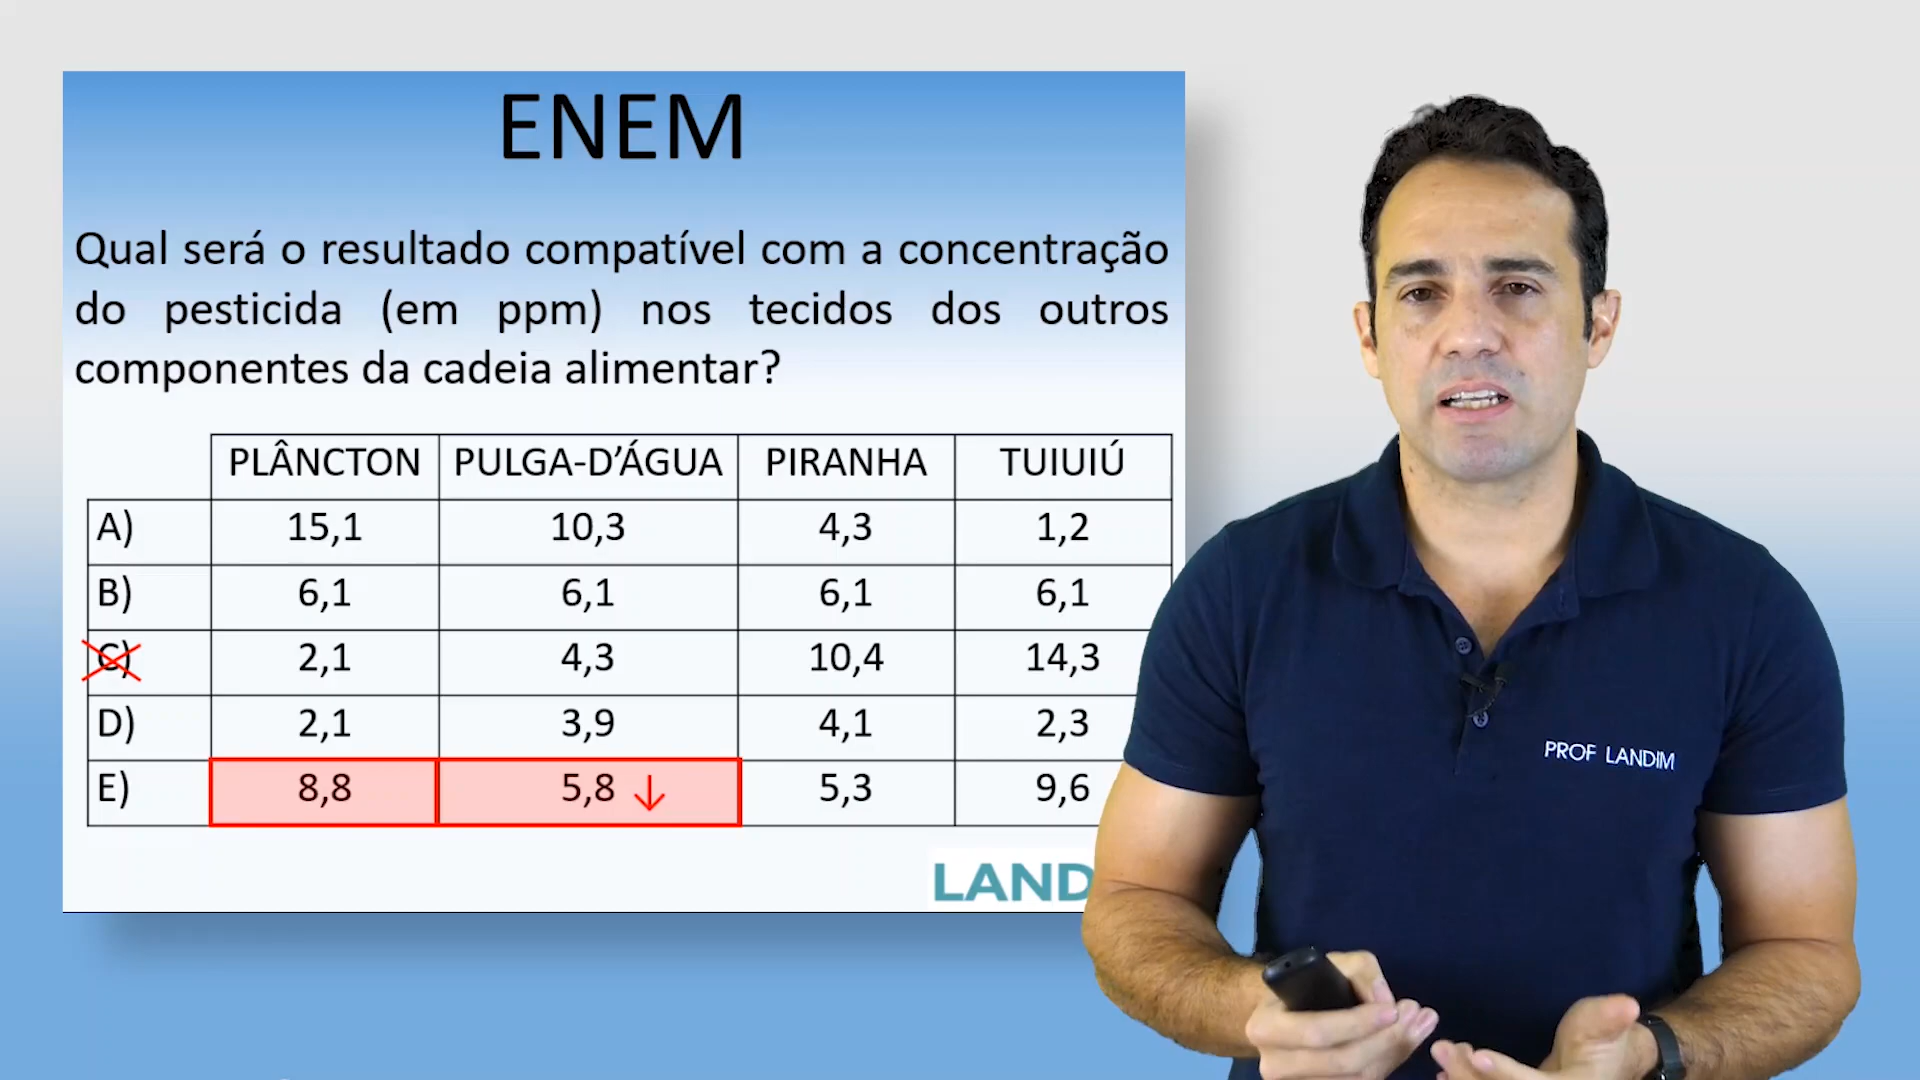 ENEM
Qual será o resultado compatível com a concentração
do pesticida (em ppm) nos tecidos dos outros
componentes da cadeia alimentar?
PLÂNCTON PULGA-D'ÁGUA PIRANHA TUIUIÚ
A) 15,1 10,3 4,3 1,2
B) 6,1 6,1 6,1 6,1
C) 2,1 4,3 10,4 14,3
D) 2,1 3,9 4,1 2,3
E) 8,8 5,8 ↓ 5,3 9,6
LAND
PROF LANDIM